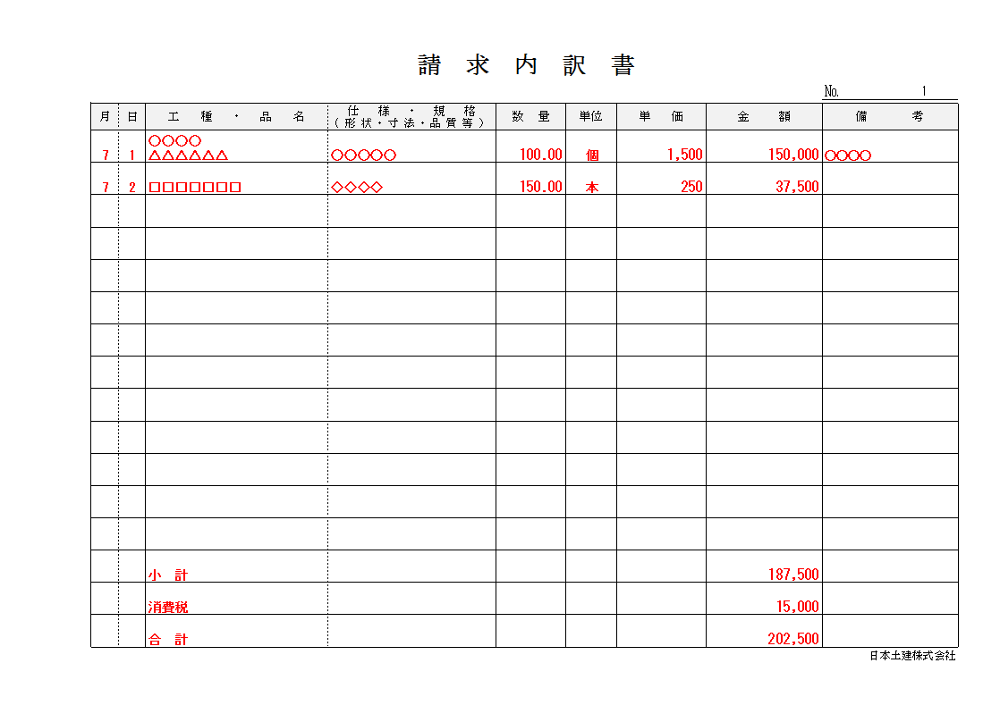 請 求 内 訳 書
No. 1
月 日 工 種 ・ 品 名 仕 様 ・ 規 格 数 量 単位 単 価 金 額 備 考
(形状・寸法・品質等)
○○○○
7 1 △△△△△△ ○○○○○ 100.00 個 1,500 150,000 ○○○○
7 2 □□□□□□□ ◇◇◇◇ 150.00 本 250 37,500
小 計 187,500
消費税 15,000
合 計 202,500
日本土建株式会社